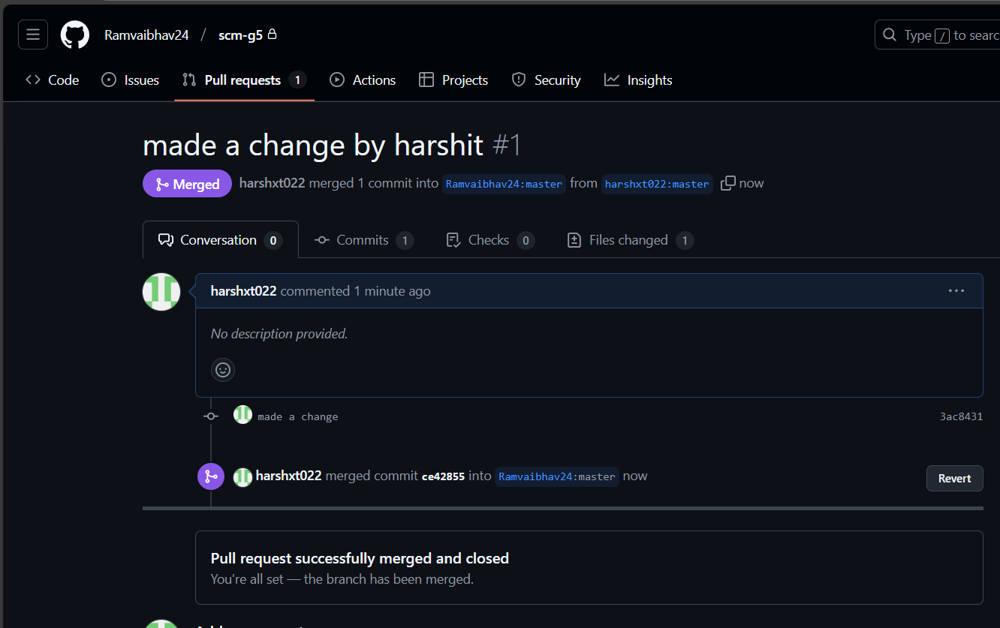 Ramvaibhav24 / scm-g5
Type / to searc
Code Issues Pull requests 1 Actions Projects Security Insights
made a change by harshit #1
Merged harshxt022 merged 1 commit into Ramvaibhav24:master from harshxt022:master now
Conversation 0 Commits 1 Checks 0 Files changed 1
harshxt022 commented 1 minute ago
No description provided.
made a change 3ac8431
harshxt022 merged commit ce42855 into Ramvaibhav24:master now
Revert
Pull request successfully merged and closed
You're all set — the branch has been merged.